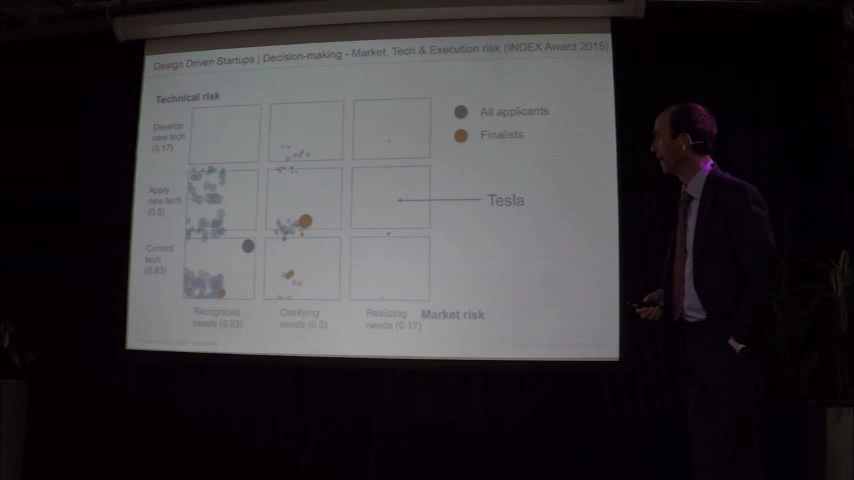 Design Driven Startups | Decision-making - Market, Tech & Execution risk (INDEX Award 2015)
Technical risk
Develop
new tech
(0.17)
All applicants
Finalists
Apply
new tech
(0.5)
Tesla
Current
tech
(0.83)
Recognized
needs (0.83)
Clarifying
needs (0.5)
Realizing
needs (0.17)
Market risk